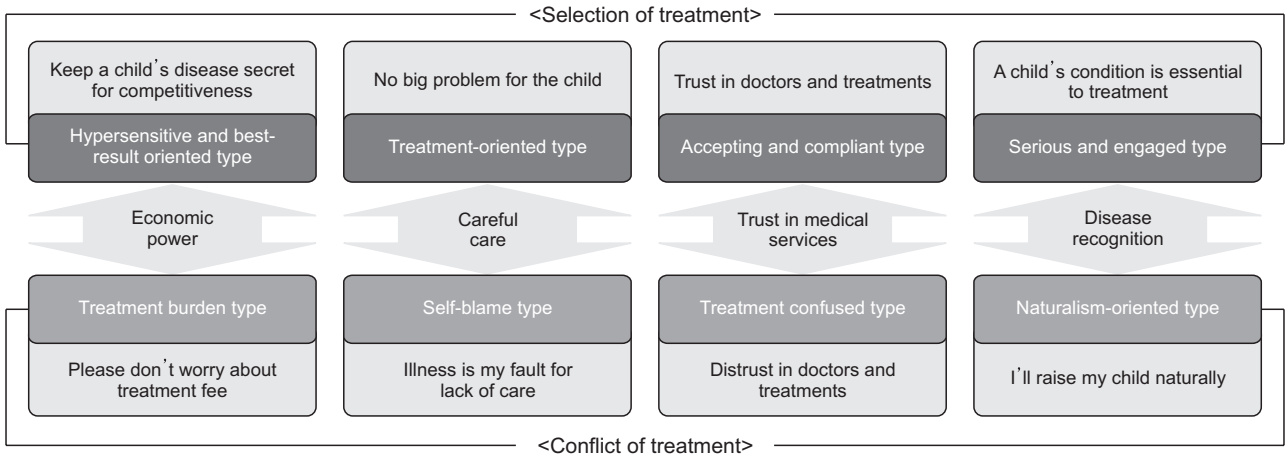 <Selection of treatment>
Keep a child's disease secret
for competitiveness
Hypersensitive and best-
result oriented type
No big problem for the child
Treatment-oriented type
Trust in doctors and treatments
Accepting and compliant type
A child's condition is essential
to treatment
Serious and engaged type
Economic
power
Careful
care
Trust in medical
services
Disease
recognition
Treatment burden type
Please don't worry about
treatment fee
Self-blame type
Illness is my fault for
lack of care
Treatment confused type
Distrust in doctors and
treatments
Naturalism-oriented type
I'll raise my child naturally
<Conflict of treatment>